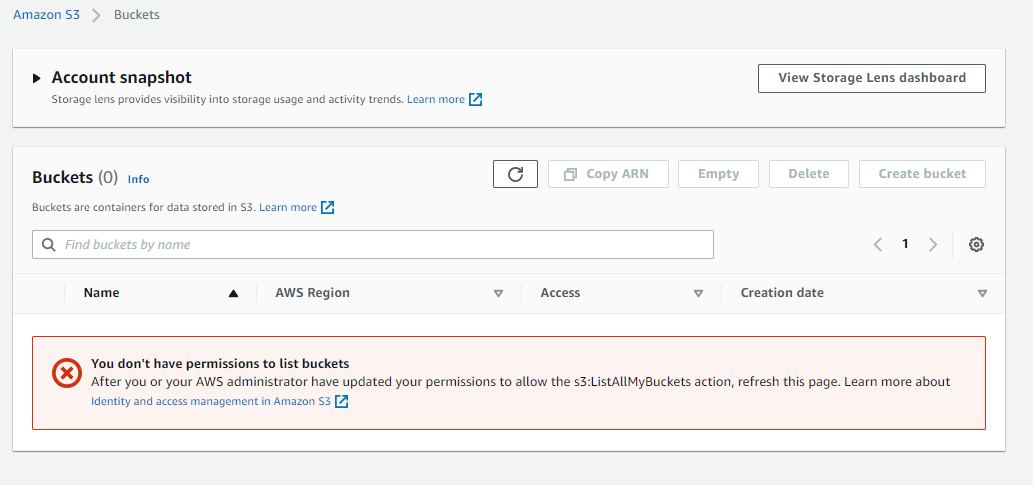 Amazon S3 > Buckets
Account snapshot
View Storage Lens dashboard
Storage lens provides visibility into storage usage and activity trends. Learn more
Buckets (0) Info
Copy ARN Empty Delete Create bucket
Buckets are containers for data stored in S3. Learn more
Find buckets by name
1
Name AWS Region Access Creation date
You don't have permissions to list buckets
After you or your AWS administrator have updated your permissions to allow the s3:ListAllMyBuckets action, refresh this page. Learn more about
Identity and access management in Amazon S3